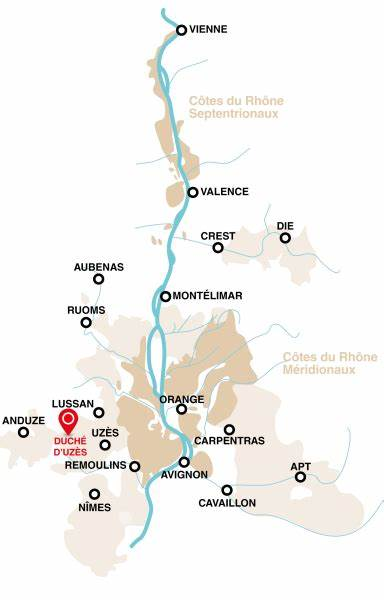 VIENNE
Côtes du Rhône
Septentrionaux
VALENCE
DIE
CREST
AUBENAS
MONTÉLIMAR
RUOMS
Côtes du Rhône
Méridionaux
ORANGE
LUSSAN
ANDUZE
UZÈS
DUCHÉ
D'UZÈS
CARPENTRAS
REMOULINS
AVIGNON
APT
CAVAILLON
NÎMES